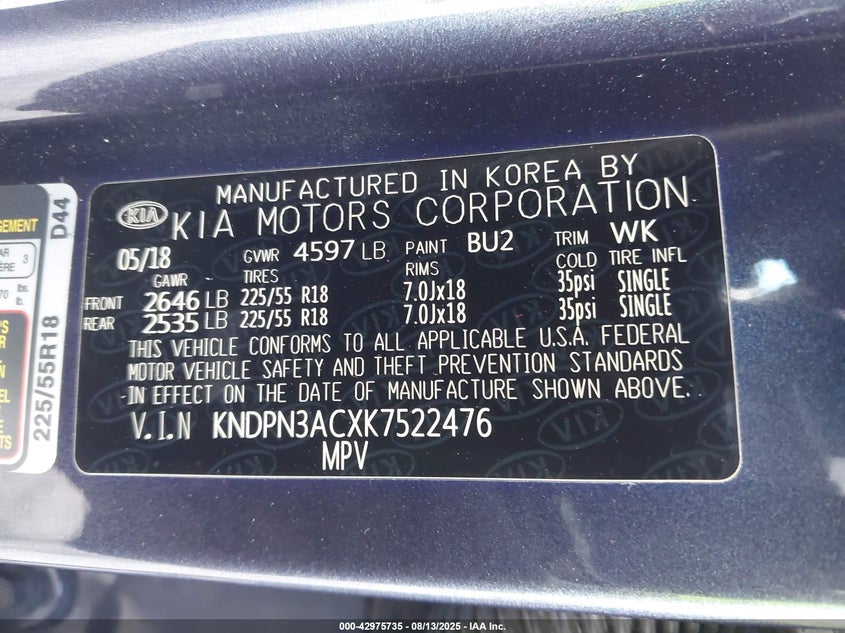 MANUFACTURED IN KOREA BY
KIA KIA MOTORS CORPORATION
05/18 GVWR 4597 LB PAINT BU2 TRIM WK
GAWR TIRES RIMS COLD TIRE INFL
FRONT 2646 LB 225/55 R18 7.0Jx18 35psi SINGLE
REAR 2535 LB 225/55 R18 7.0Jx18 35psi SINGLE
THIS VEHICLE CONFORMS TO ALL APPLICABLE U.S.A. FEDERAL
MOTOR VEHICLE SAFETY AND THEFT PREVENTION STANDARDS
IN EFFECT ON THE DATE OF MANUFACTURE SHOWN ABOVE.
V.I.N KNDPN3ACXK7522476
MPV
D44
225/55R18
3
lbs.
lb.
000-42975735 - 08/13/2025 - IAA Inc.